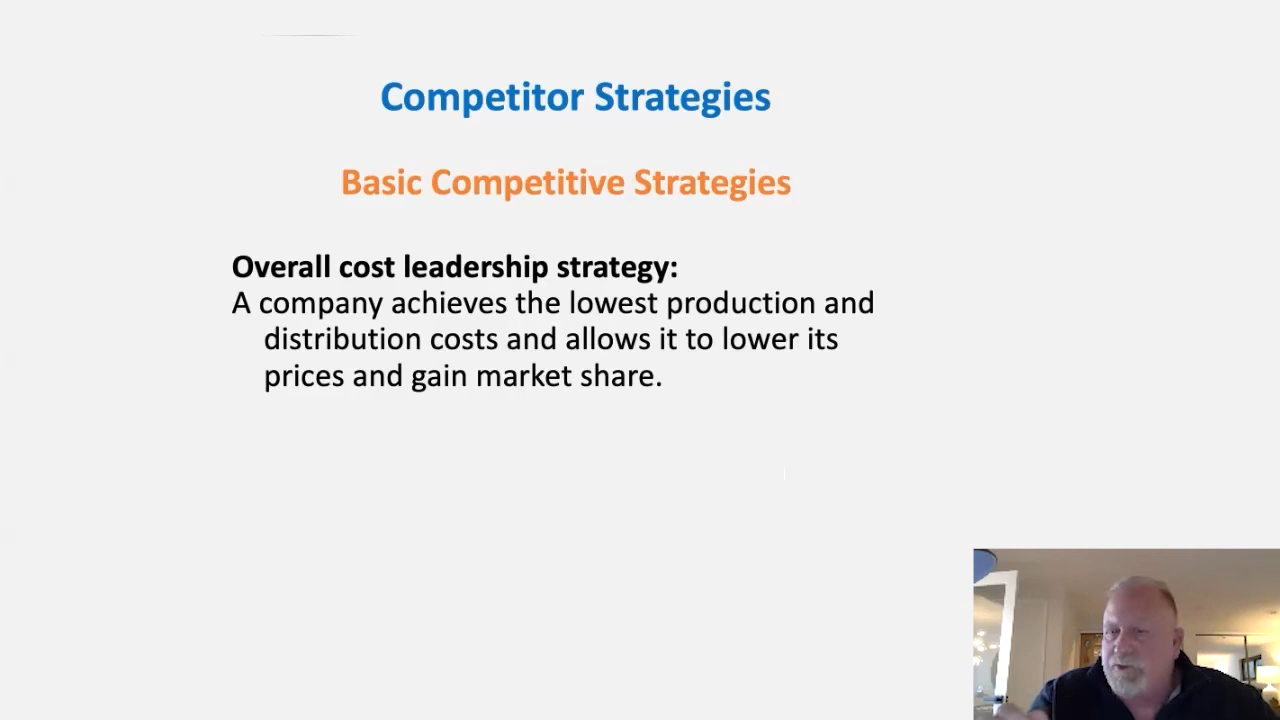 Competitor Strategies
Basic Competitive Strategies
Overall cost leadership strategy:
A company achieves the lowest production and
distribution costs and allows it to lower its
prices and gain market share.